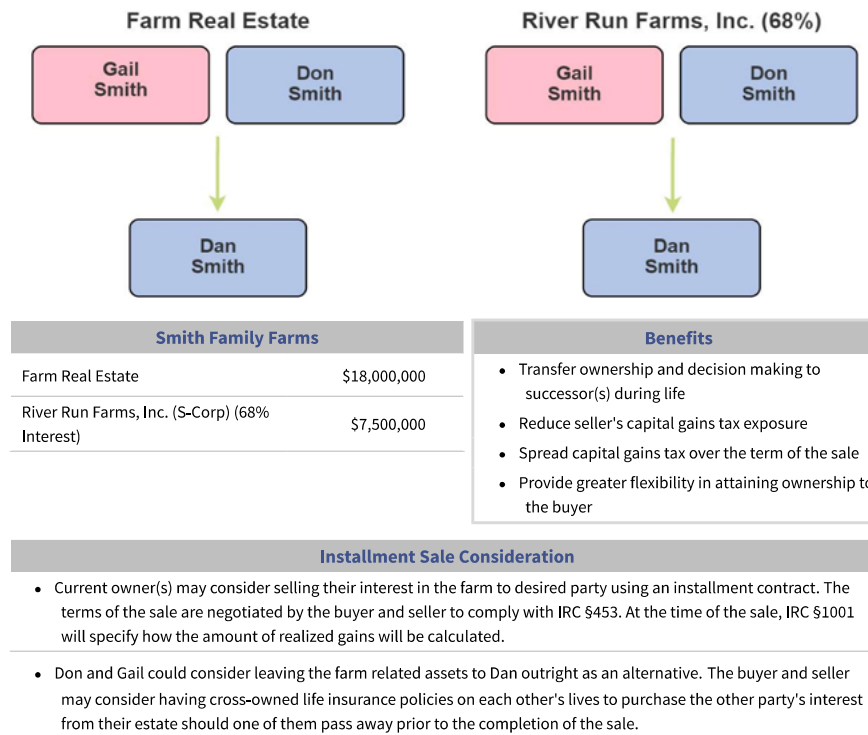 Farm Real Estate
River Run Farms, Inc. (68%)
Gail
Smith
Don
Smith
Gail
Smith
Don
Smith
Dan
Smith
Dan
Smith
Smith Family Farms
Farm Real Estate $18,000,000
River Run Farms, Inc. (S-Corp) (68%
Interest) $7,500,000
Benefits
• Transfer ownership and decision making to
successor(s) during life
• Reduce seller's capital gains tax exposure
• Spread capital gains tax over the term of the sale
• Provide greater flexibility in attaining ownership to
the buyer
Installment Sale Consideration
• Current owner(s) may consider selling their interest in the farm to desired party using an installment contract. The
terms of the sale are negotiated by the buyer and seller to comply with IRC §453. At the time of the sale, IRC §1001
will specify how the amount of realized gains will be calculated.
• Don and Gail could consider leaving the farm related assets to Dan outright as an alternative. The buyer and seller
may consider having cross-owned life insurance policies on each other's lives to purchase the other party's interest
from their estate should one of them pass away prior to the completion of the sale.